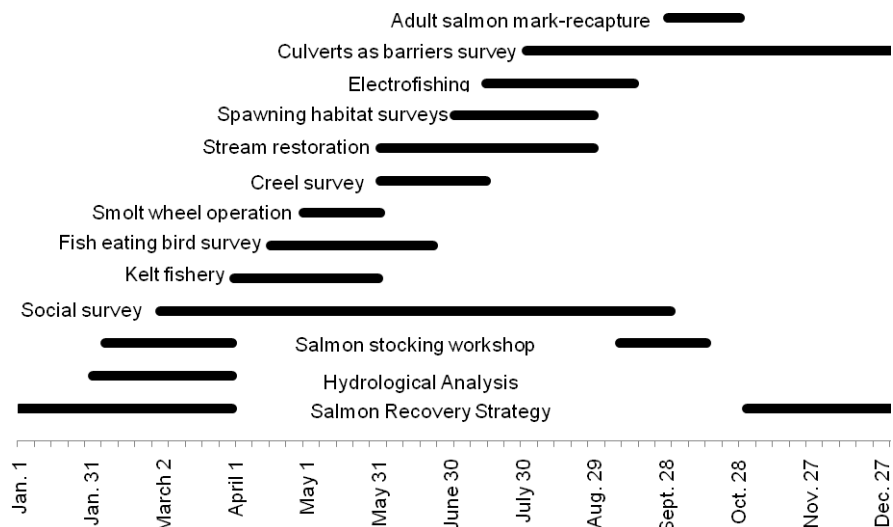 Adult salmon mark-recapture
Culverts as barriers survey
Electrofishing
Spawning habitat surveys
Stream restoration
Creel survey
Smolt wheel operation
Fish eating bird survey
Kelt fishery
Social survey
Salmon stocking workshop
Hydrological Analysis
Salmon Recovery Strategy
Jan. 1
Jan. 31
March 2
April 1
May 1
May 31
June 30
July 30
Aug. 29
Sept. 28
Oct. 28
Nov. 27
Dec. 27